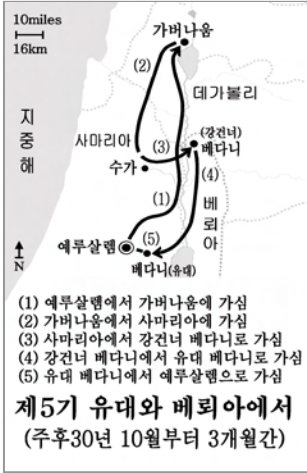 10miles
16km
가버나움
(2)
데가볼리
지중해
사마리아
(강건너)
베다니
(3)
수가
(4)
베뢰아
(1)
예루살렘
(5)
베다니(유대)
N
(1) 예루살렘에서 가버나움에 가심
(2) 가버나움에서 사마리아에 가심
(3) 사마리아에서 강건너 베다니로 가심
(4) 강건너 베다니에서 유대 베다니로 가심
(5) 유대 베다니에서 예루살렘으로 가심
제5기 유대와 베뢰아에서
(주후30년 10월부터 3개월간)